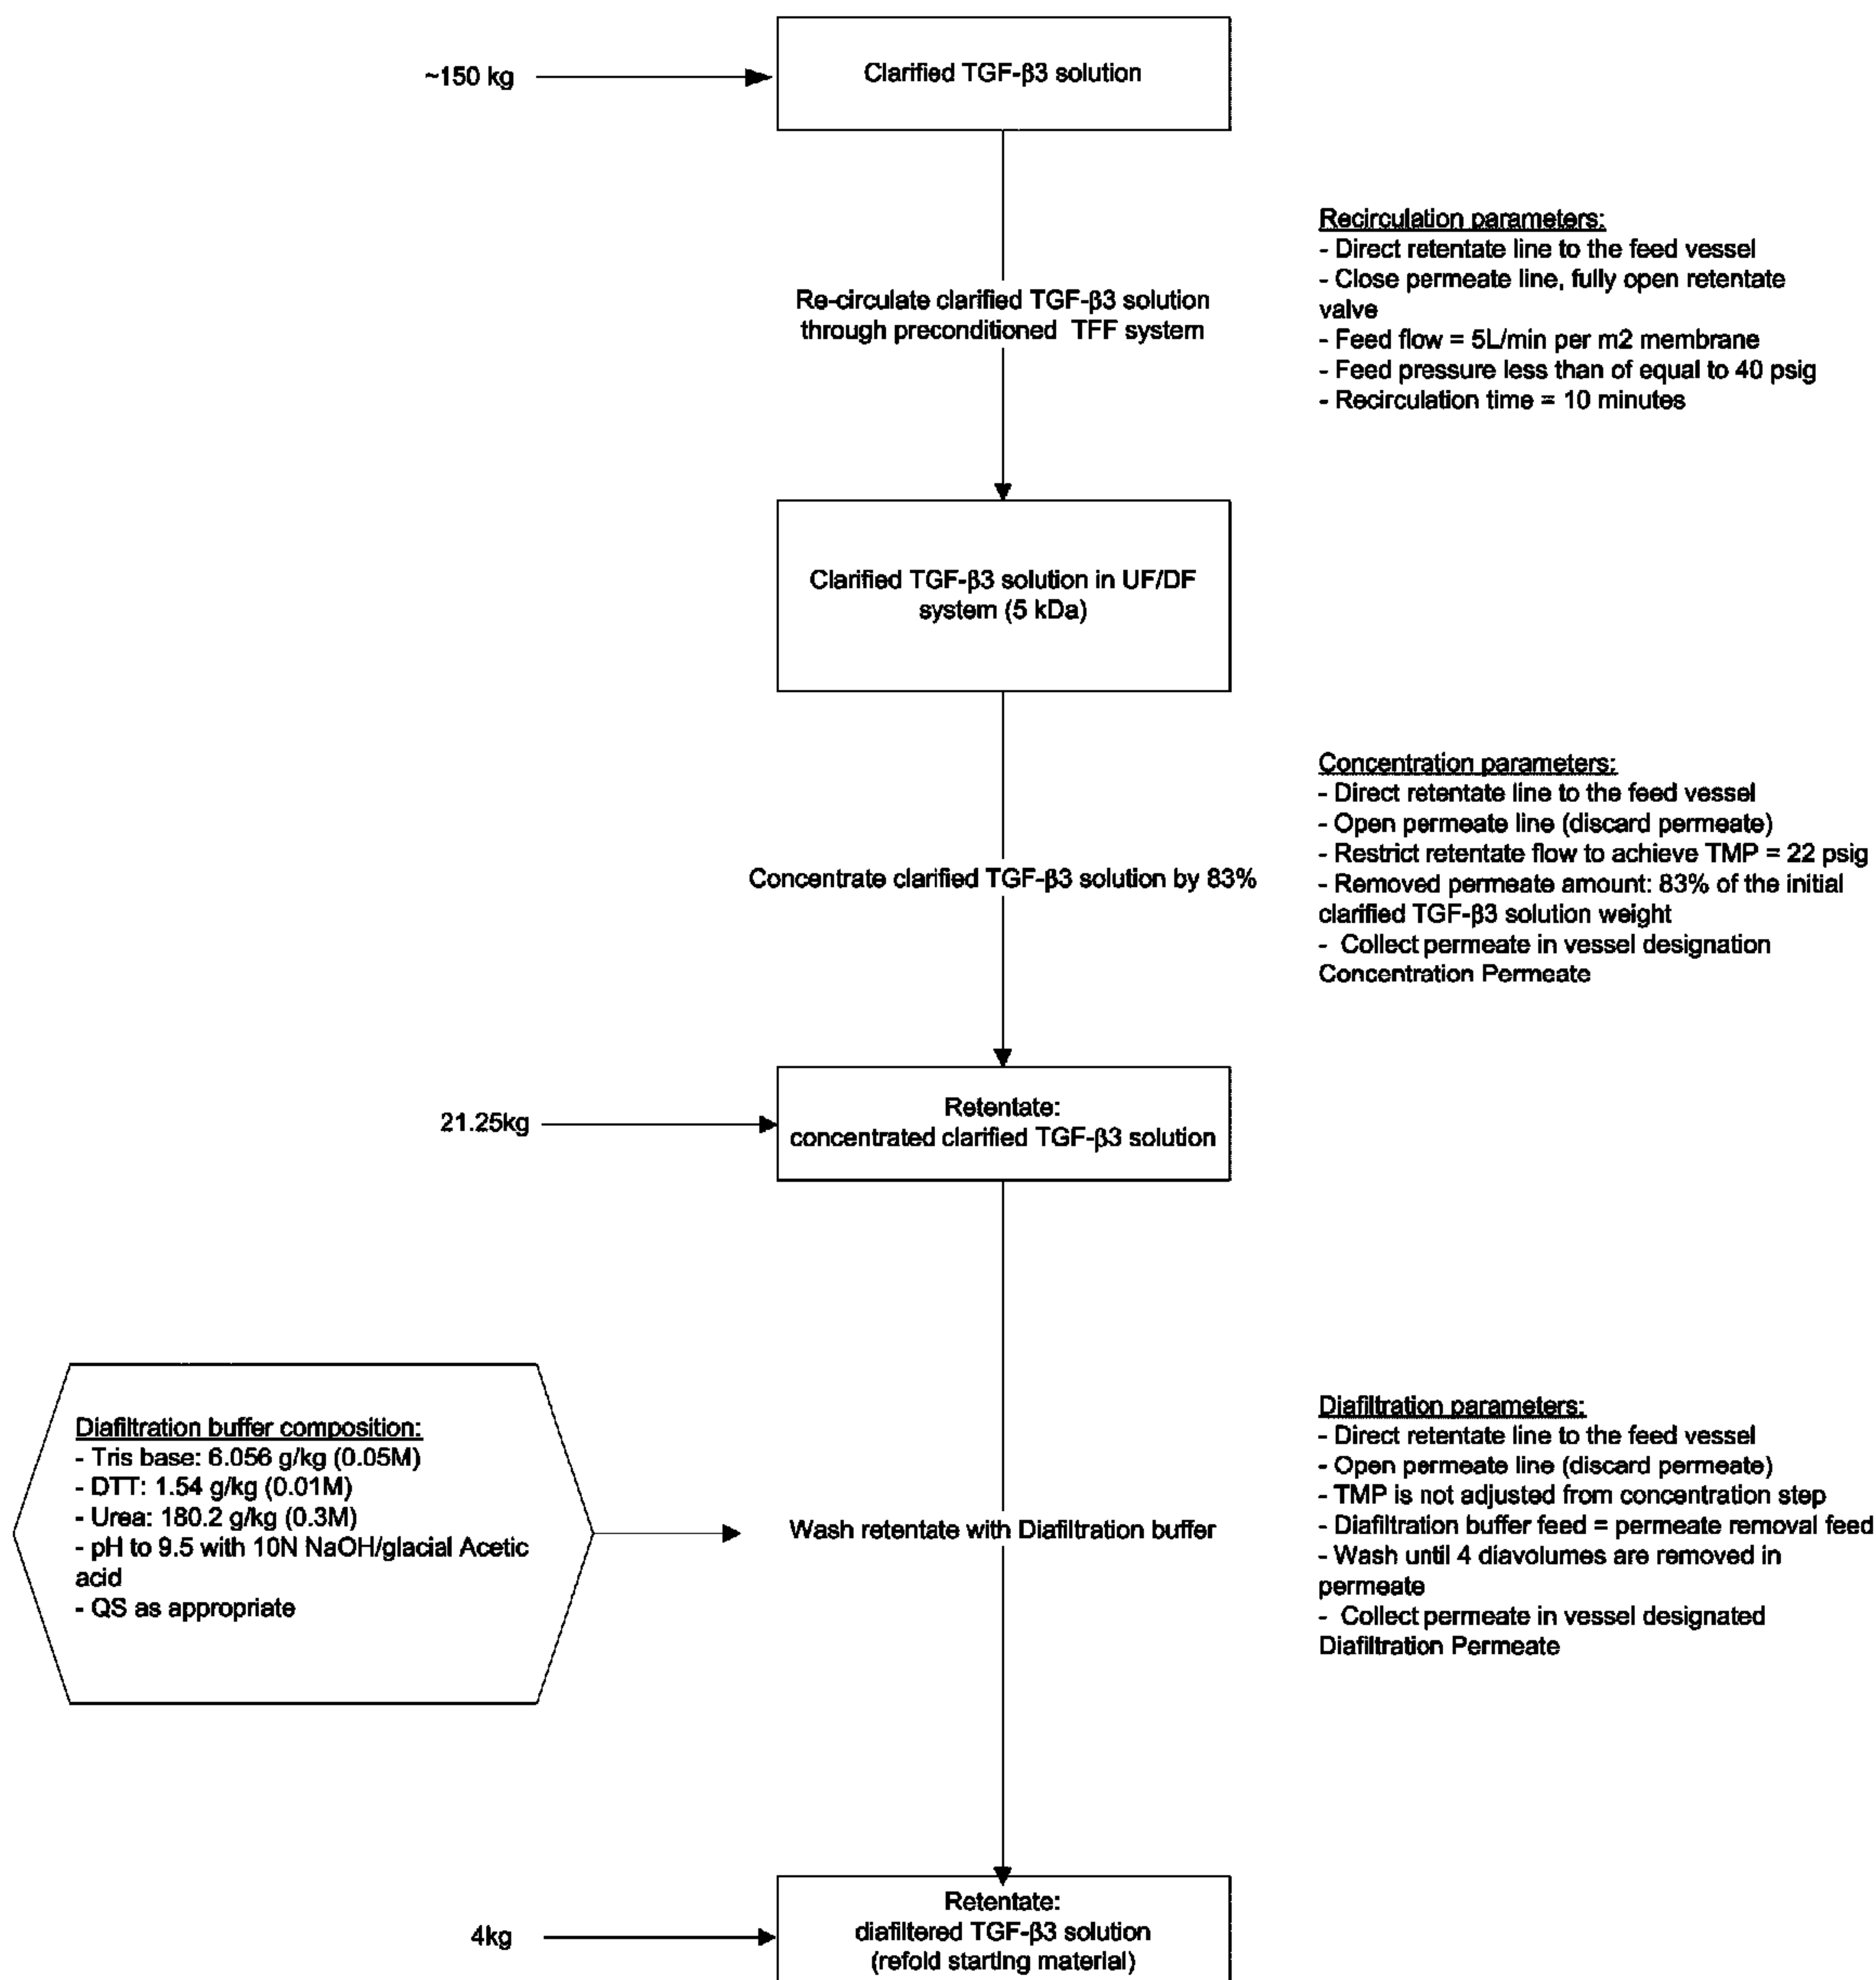 ~150 kg
Clarified TGF-β3 solution
Re-circulate clarified TGF-β3 solution
through preconditioned TFF system
Recirculation parameters:
- Direct retentate line to the feed vessel
- Close permeate line, fully open retentate
valve
- Feed flow = 5L/min per m2 membrane
- Feed pressure less than of equal to 40 psig
- Recirculation time = 10 minutes
Clarified TGF-β3 solution in UF/DF
system (5 kDa)
Concentrate clarified TGF-β3 solution by 83%
Concentration parameters:
- Direct retentate line to the feed vessel
- Open permeate line (discard permeate)
- Restrict retentate flow to achieve TMP = 22 psig
- Removed permeate amount: 83% of the initial
clarified TGF-β3 solution weight
- Collect permeate in vessel designation
Concentration Permeate
21.25kg
Retentate:
concentrated clarified TGF-β3 solution
Diafiltration buffer composition:
- Tris base: 6.056 g/kg (0.05M)
- DTT: 1.54 g/kg (0.01M)
- Urea: 180.2 g/kg (0.3M)
- pH to 9.5 with 10N NaOH/glacial Acetic
acid
- QS as appropriate
Wash retentate with Diafiltration buffer
Diafiltration parameters:
- Direct retentate line to the feed vessel
- Open permeate line (discard permeate)
- TMP is not adjusted from concentration step
- Diafiltration buffer feed = permeate removal feed
- Wash until 4 diavolumes are removed in
permeate
- Collect permeate in vessel designated
Diafiltration Permeate
4kg
Retentate:
diafiltered TGF-β3 solution
(refold starting material)